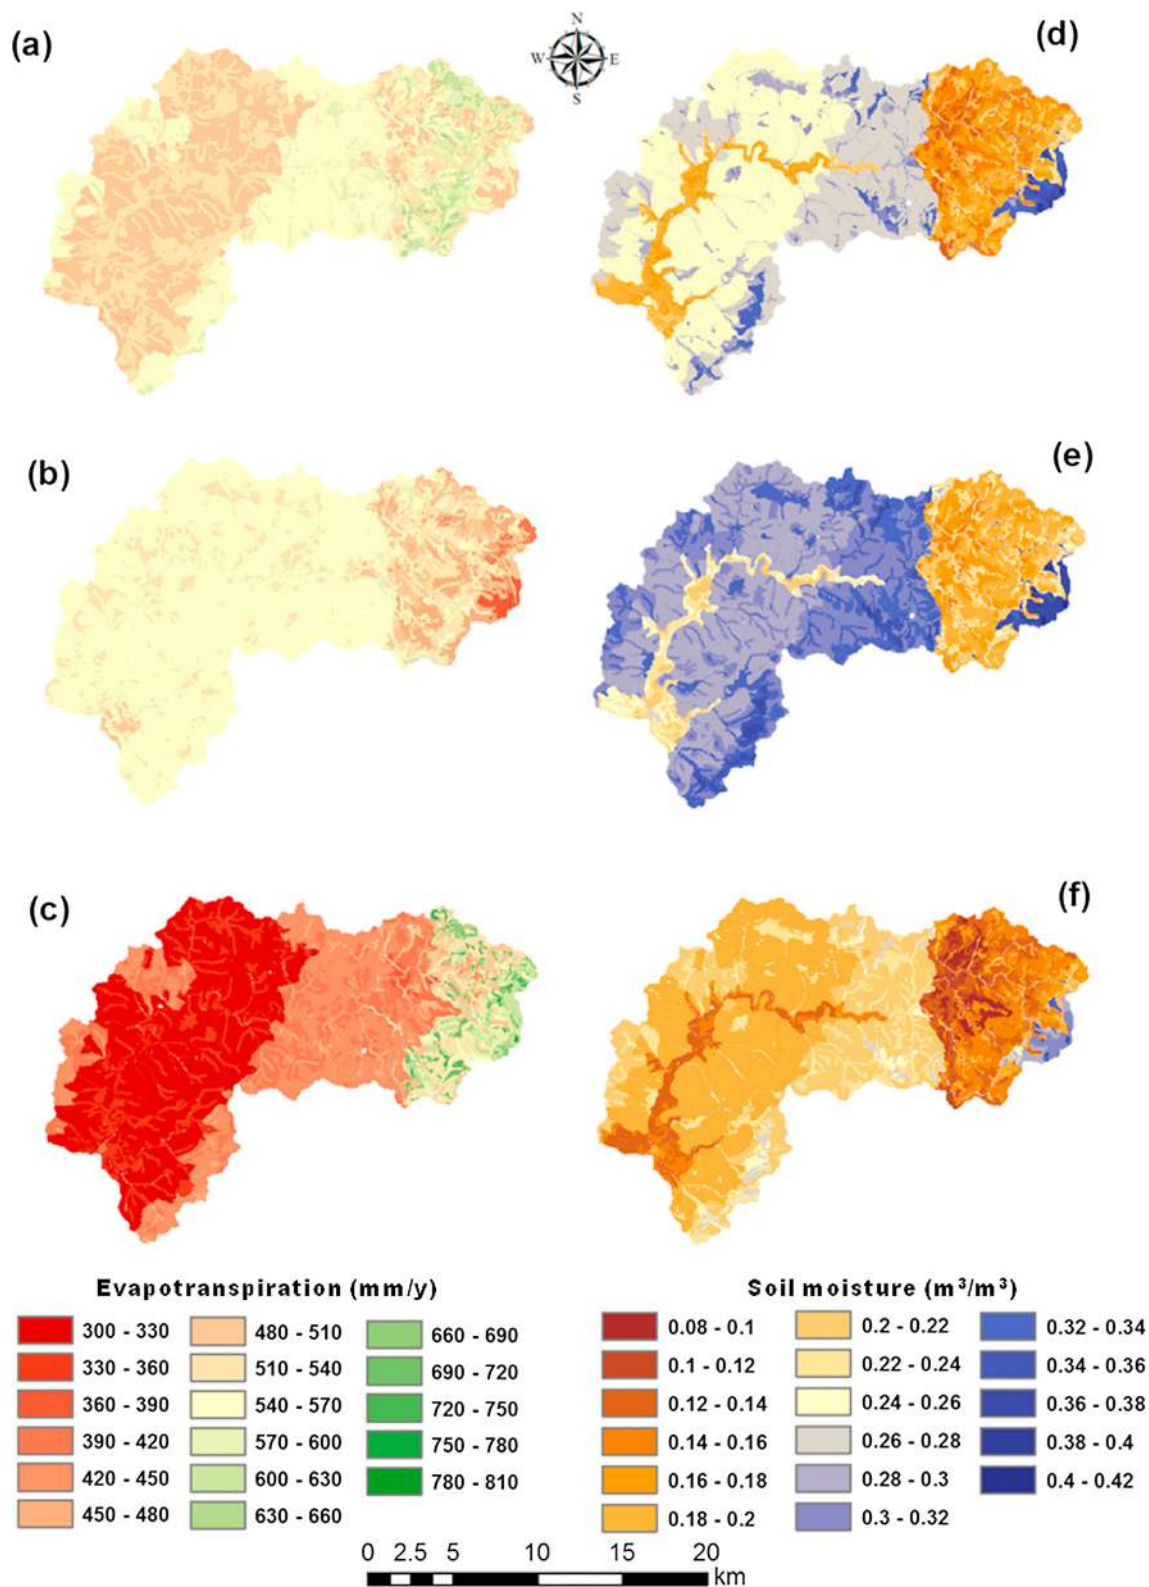 (a)
N
W E
S
(d)
(b)
(e)
(c)
(f)
Evapotranspiration (mm/y)
300 - 330
330 - 360
360 - 390
390 - 420
420 - 450
450 - 480
480 - 510
510 - 540
540 - 570
570 - 600
600 - 630
630 - 660
660 - 690
690 - 720
720 - 750
750 - 780
780 - 810
Soil moisture (m³/m³)
0.08 - 0.1
0.1 - 0.12
0.12 - 0.14
0.14 - 0.16
0.16 - 0.18
0.18 - 0.2
0.2 - 0.22
0.22 - 0.24
0.24 - 0.26
0.26 - 0.28
0.28 - 0.3
0.3 - 0.32
0.32 - 0.34
0.34 - 0.36
0.36 - 0.38
0.38 - 0.4
0.4 - 0.42
0 2.5 5 10 15 20
km